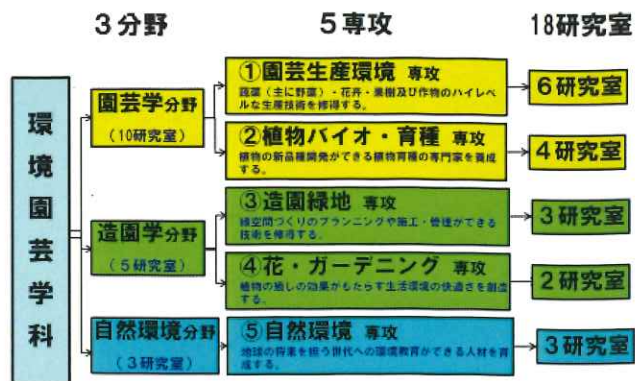 3分野 5専攻 18研究室
環境園芸学科
園芸学分野
(10研究室)
①園芸生産環境 専攻
蔬菜(主に野菜)・花卉・果樹及び作物のハイレベ
ルな生産技術を修得する。
6研究室
②植物バイオ・育種 専攻
植物の新品種開発ができる植物育種の専門家を養成
する。
4研究室
造園学分野
(5研究室)
③造園緑地 専攻
緑空間づくりのプランニングや施工・管理ができる
技術を修得する。
3研究室
④花・ガーデニング 専攻
植物の癒しの効果がもたらす生活環境の快適さを創造
する。
2研究室
自然環境分野
(3研究室)
⑤自然環境 専攻
地球の将来を担う世代への環境教育ができる人材を育
成する。
3研究室